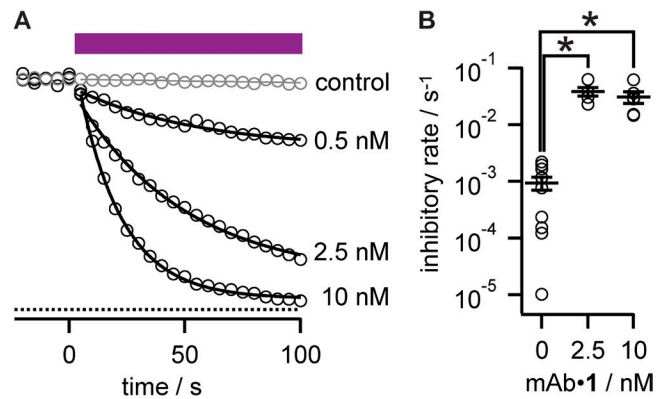 A
control
0.5 nM
2.5 nM
10 nM
0 50 100
time / s
B
* *
inhibitory rate / s⁻¹
10⁻¹
10⁻²
10⁻³
10⁻⁴
10⁻⁵
0 2.5 10
mAb•1 / nM